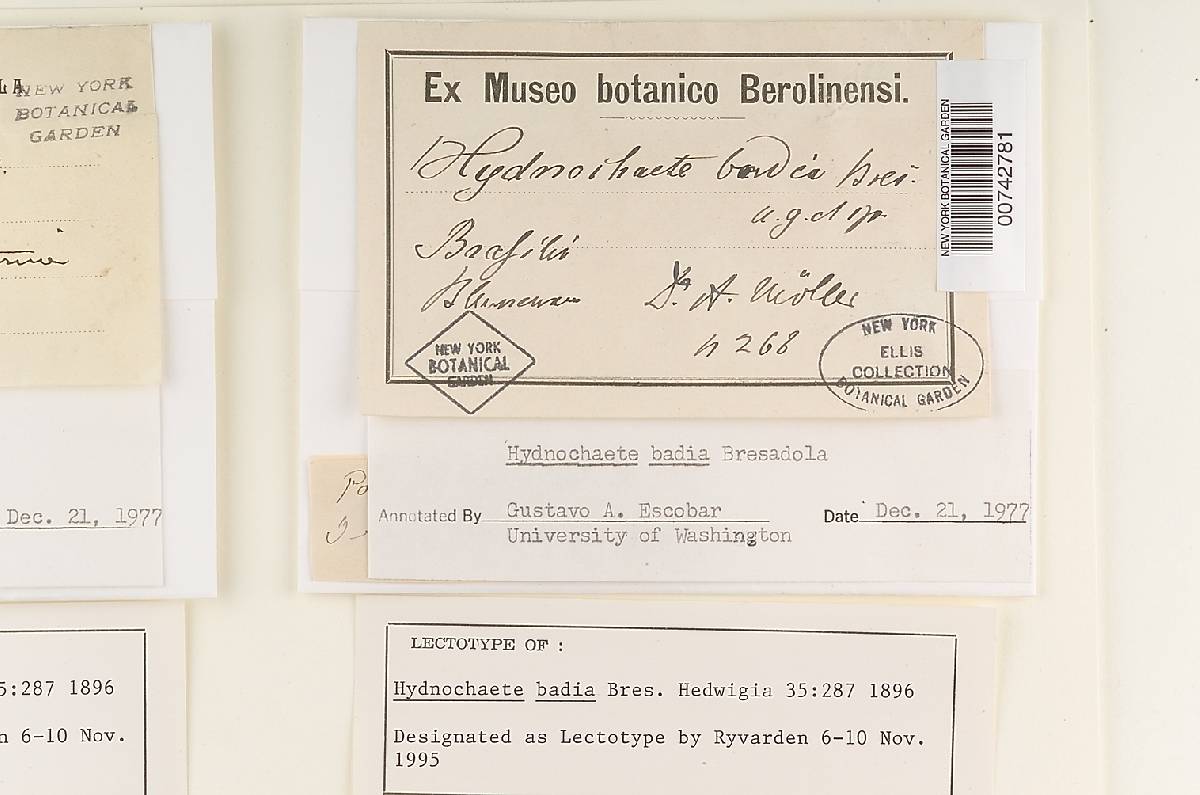 LA
NEW YORK
BOTANICAL
GARDEN
Dec. 21, 1977
5:287 1896
n 6-10 Nov.
Ex Museo botanico Berolinensi.
Hydnochaete badia Bres.
Brasilia
Blumenau Dr. A. Möller
n 268
NEW YORK
BOTANICAL
GARDEN
NEW YORK
ELLIS
COLLECTION
BOTANICAL GARDEN
NEW YORK BOTANICAL GARDEN
00742781
Hydnochaete badia Bresadola
Annotated By Gustavo A. Escobar Date Dec. 21, 1977
University of Washington
LECTOTYPE OF :
Hydnochaete badia Bres. Hedwigia 35:287 1896
Designated as Lectotype by Ryvarden 6-10 Nov.
1995